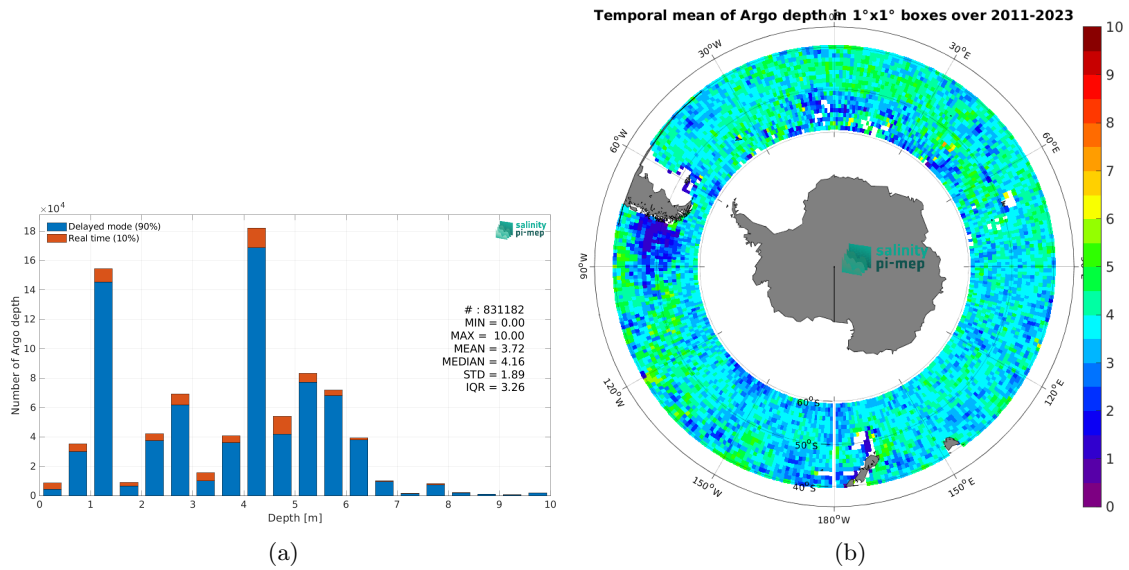 Temporal mean of Argo depth in 1°x1° boxes over 2011-2023
×10⁴
Delayed mode (90%)
Real time (10%)
salinity
pi-mep
# : 831182
MIN = 0.00
MAX = 10.00
MEAN = 3.72
MEDIAN = 4.16
STD = 1.89
IQR = 3.26
Number of Argo depth
18
16
14
12
10
8
6
4
2
0
0 1 2 3 4 5 6 7 8 9 10
Depth [m]
(a)
30°W
30°E
60°W
60°E
90°W
120°W
120°E
150°W
150°E
180°W
60°S
50°S
40°S
salinity
pi-mep
10
9
8
7
6
5
4
3
2
1
0
(b)